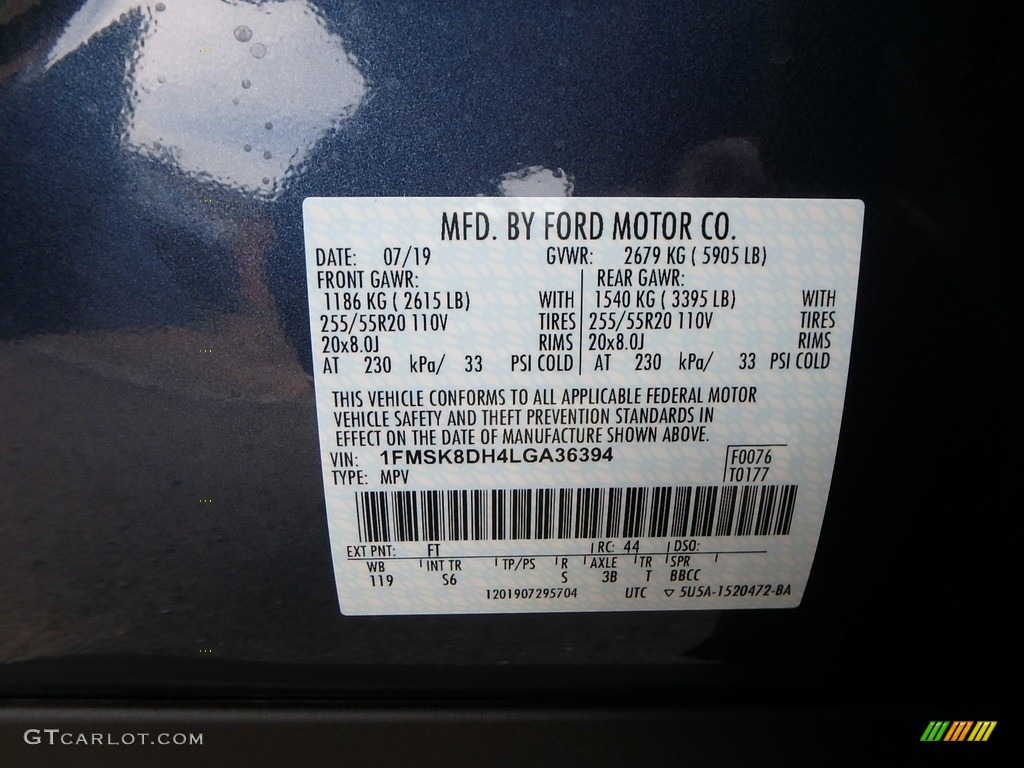 MFD. BY FORD MOTOR CO.
DATE: 07/19 GVWR: 2679 KG ( 5905 LB)
FRONT GAWR: REAR GAWR:
1186 KG ( 2615 LB) WITH 1540 KG ( 3395 LB) WITH
255/55R20 110V TIRES 255/55R20 110V TIRES
20x8.0J RIMS 20x8.0J RIMS
AT 230 kPa/ 33 PSI COLD AT 230 kPa/ 33 PSI COLD
THIS VEHICLE CONFORMS TO ALL APPLICABLE FEDERAL MOTOR
VEHICLE SAFETY AND THEFT PREVENTION STANDARDS IN
EFFECT ON THE DATE OF MANUFACTURE SHOWN ABOVE.
VIN: 1FMSK8DH4LGA36394 F0076
TYPE: MPV T0177
EXT PNT: FT RC: 44 DSO:
WB INT TR TP/PS R AXLE TR SPR
119 S6 S 3B T BBCC
1201907295704 UTC ▽ 5U5A-1520472-BA
GTCARLOT.COM